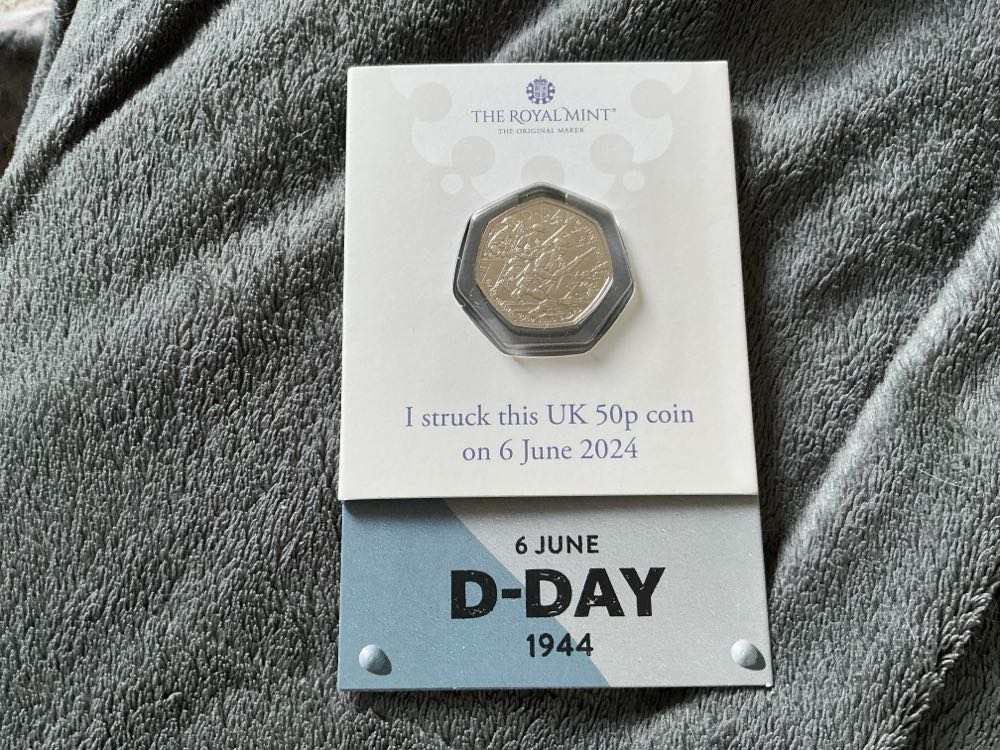 THE ROYAL MINT®
THE ORIGINAL MAKER
D-DAY
I struck this UK 50p coin
on 6 June 2024
6 JUNE
D-DAY
1944